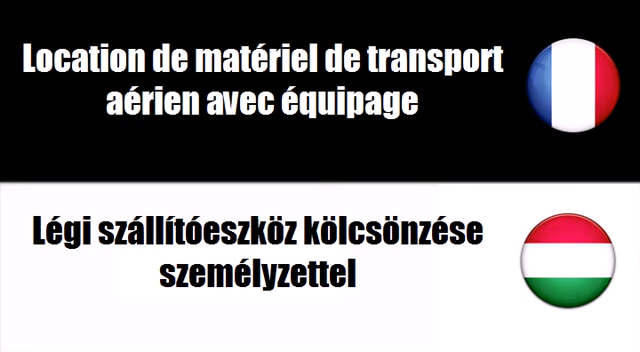 Location de matériel de transport
aérien avec équipage
Légi szállítóeszköz kölcsönzése
személyzettel